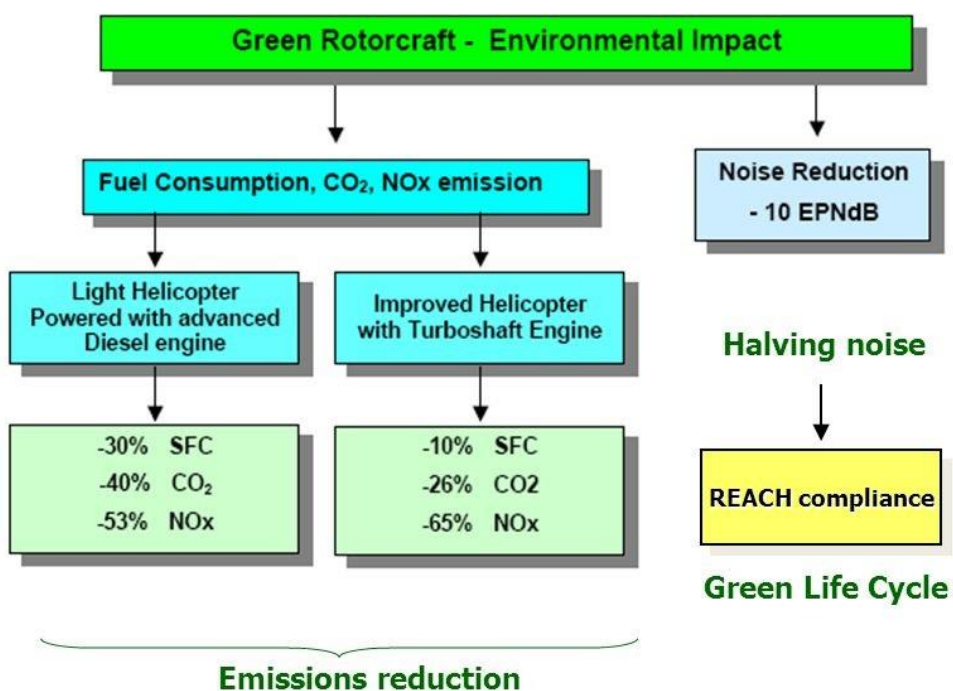 Green Rotorcraft - Environmental Impact
Fuel Consumption, CO₂, NOx emission
Noise Reduction
- 10 EPNdB
Light Helicopter
Powered with advanced
Diesel engine
Improved Helicopter
with Turboshaft Engine
Halving noise
-30% SFC
-40% CO₂
-53% NOx
-10% SFC
-26% CO2
-65% NOx
REACH compliance
Green Life Cycle
Emissions reduction